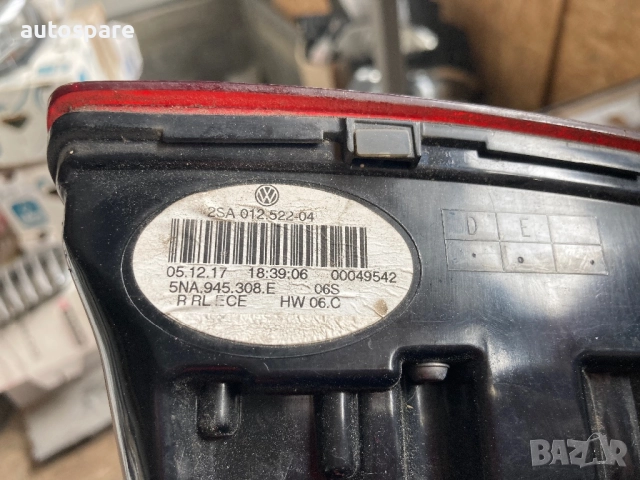 autospare
2SA 012.522-04
05.12.17 18:39:06 00049542
5NA.945.308.E 06S
R RL ECE HW 06.C
D E
BAZAR